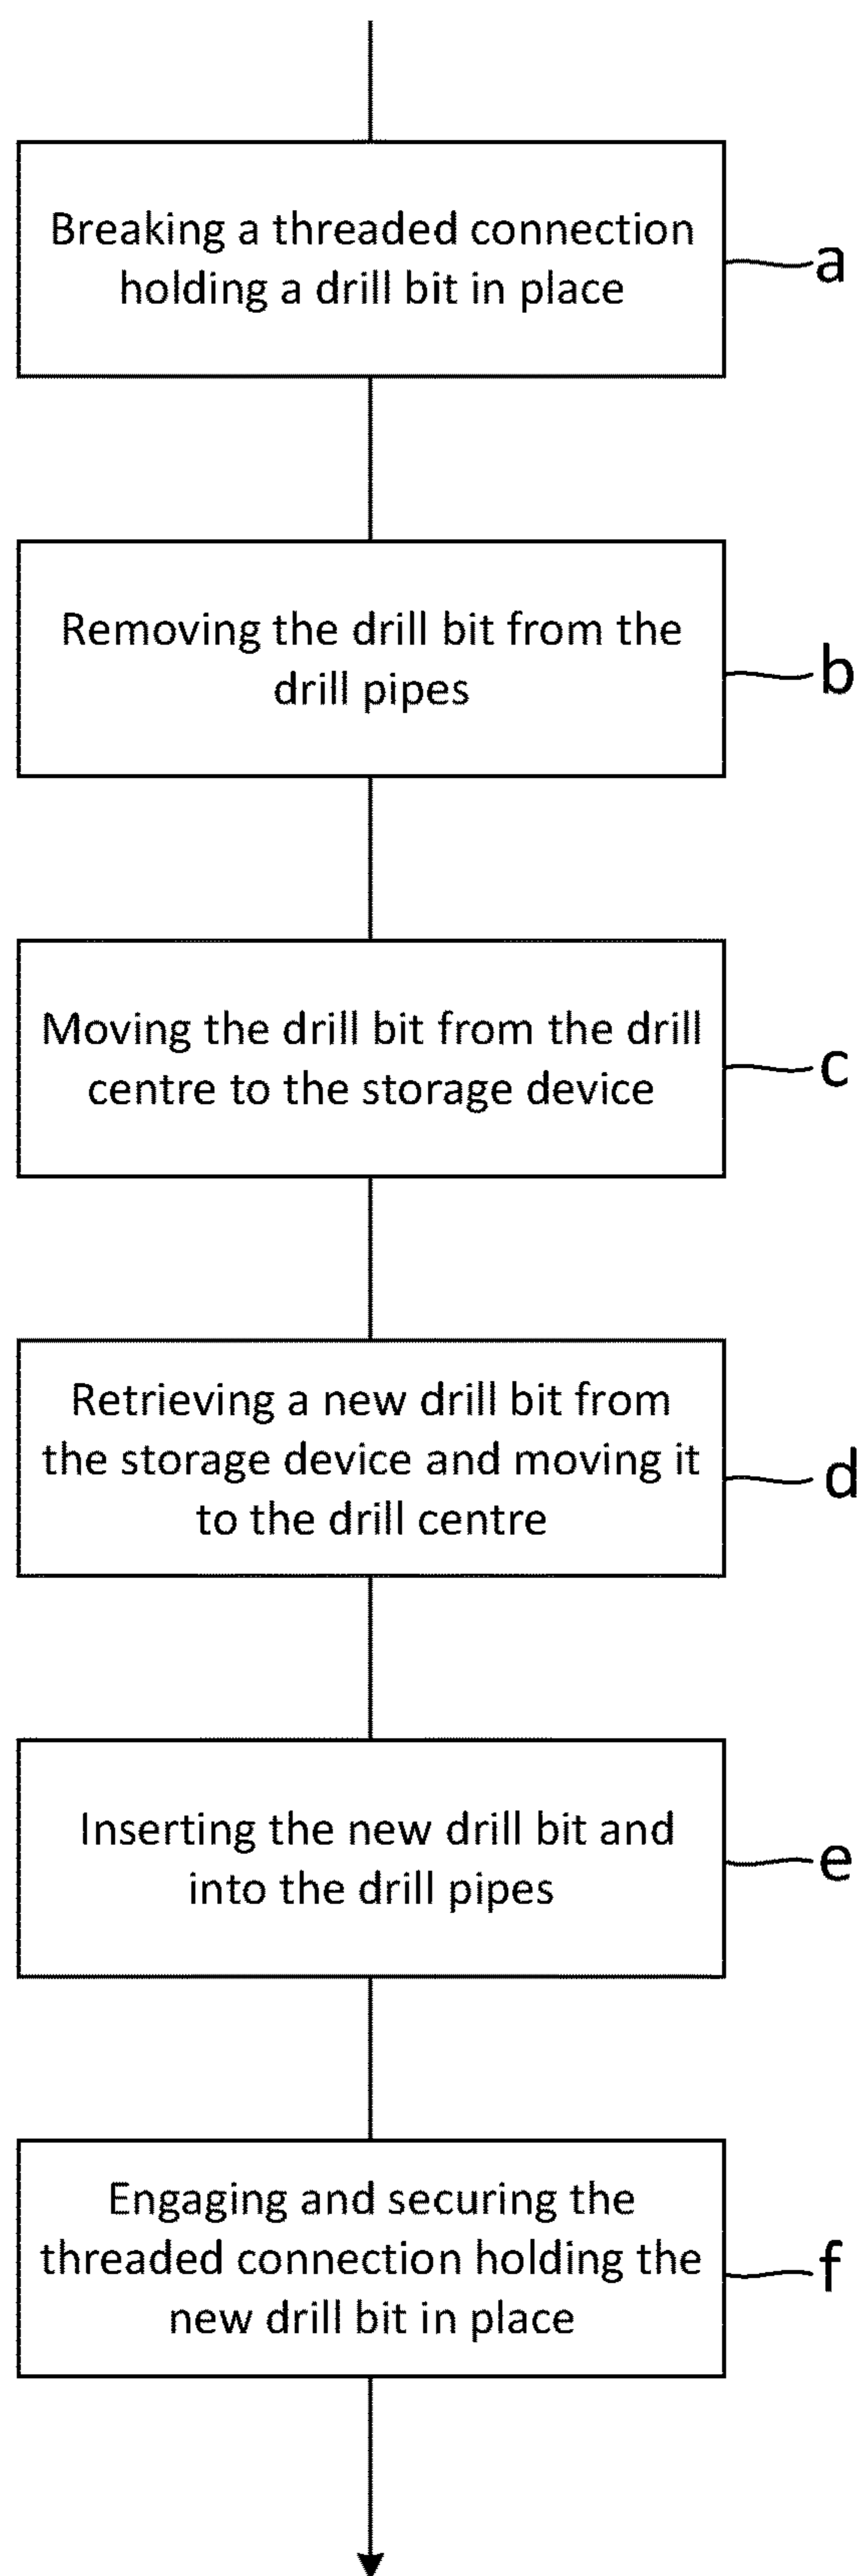 Breaking a threaded connection
holding a drill bit in place
a
Removing the drill bit from the
drill pipes
b
Moving the drill bit from the drill
centre to the storage device
c
Retrieving a new drill bit from
the storage device and moving it
to the drill centre
d
Inserting the new drill bit and
into the drill pipes
e
Engaging and securing the
threaded connection holding the
new drill bit in place
f